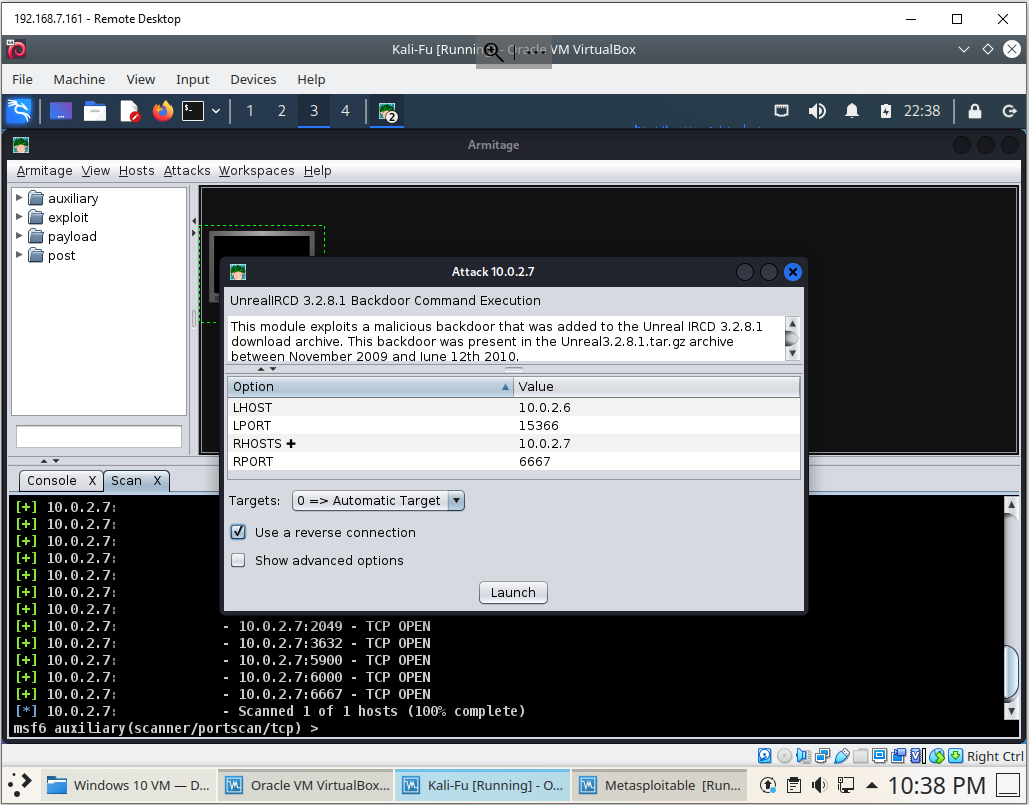 192.168.7.161 - Remote Desktop
Kali-Fu [Running] - Oracle VM VirtualBox
File Machine View Input Devices Help
1 2 3 4 2 22:38
Armitage
Armitage View Hosts Attacks Workspaces Help
auxiliary
exploit
payload
post
Attack 10.0.2.7
UnrealIRCD 3.2.8.1 Backdoor Command Execution
This module exploits a malicious backdoor that was added to the Unreal IRCD 3.2.8.1
download archive. This backdoor was present in the Unreal3.2.8.1.tar.gz archive
between November 2009 and June 12th 2010.
Option Value
LHOST 10.0.2.6
LPORT 15366
RHOSTS ✚ 10.0.2.7
RPORT 6667
Targets: 0 => Automatic Target
Use a reverse connection
Show advanced options
Launch
Console X Scan X
[+] 10.0.2.7:
[+] 10.0.2.7:
[+] 10.0.2.7:
[+] 10.0.2.7:
[+] 10.0.2.7:
[+] 10.0.2.7:
[+] 10.0.2.7:
[+] 10.0.2.7: - 10.0.2.7:2049 - TCP OPEN
[+] 10.0.2.7: - 10.0.2.7:3632 - TCP OPEN
[+] 10.0.2.7: - 10.0.2.7:5900 - TCP OPEN
[+] 10.0.2.7: - 10.0.2.7:6000 - TCP OPEN
[+] 10.0.2.7: - 10.0.2.7:6667 - TCP OPEN
[*] 10.0.2.7: - Scanned 1 of 1 hosts (100% complete)
msf6 auxiliary(scanner/portscan/tcp) >
Right Ctrl
Windows 10 VM — D... Oracle VM VirtualBox... Kali-Fu [Running] - O... Metasploitable [Run... 10:38 PM